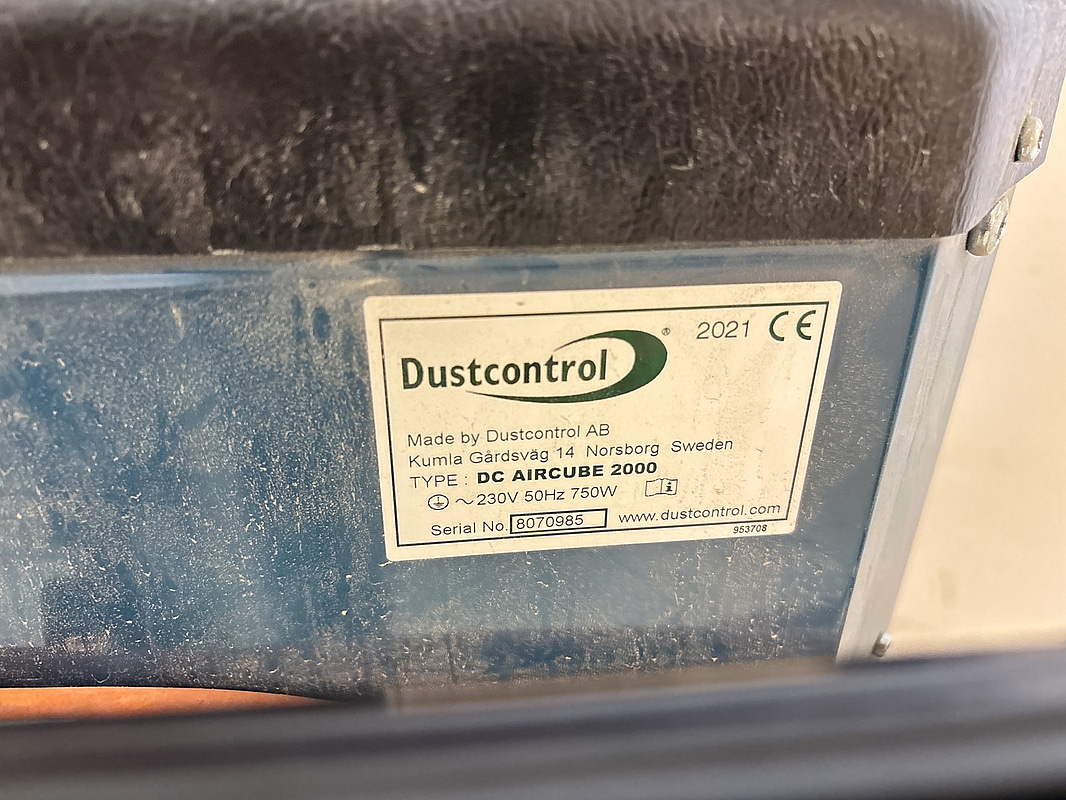 2021 CE
Dustcontrol®
Made by Dustcontrol AB
Kumla Gårdsväg 14 Norsborg Sweden
TYPE : DC AIRCUBE 2000
~230V 50Hz 750W
Serial No. 8070985 www.dustcontrol.com
953708